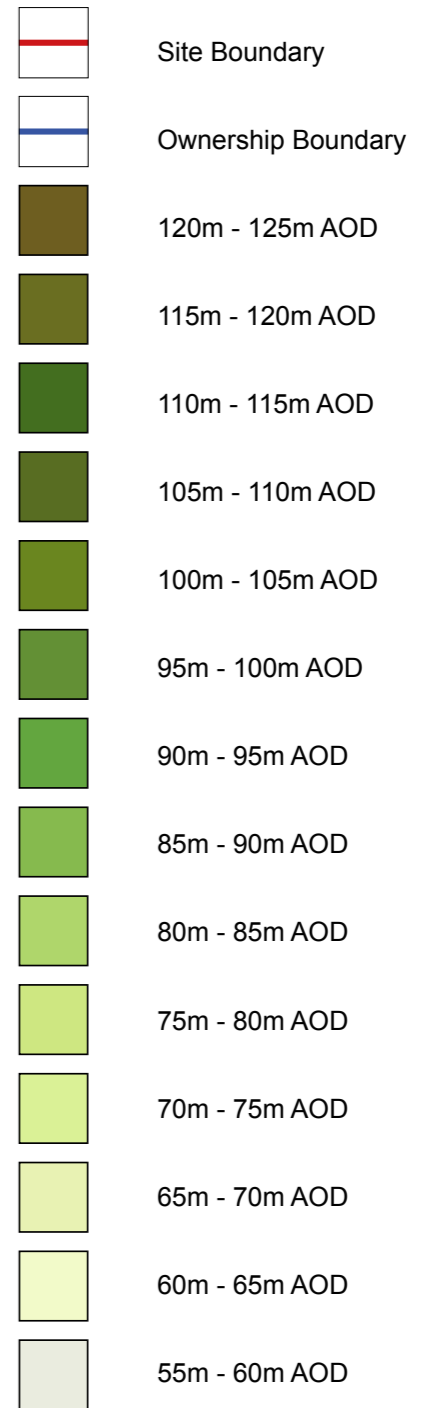 Site Boundary
Ownership Boundary
120m - 125m AOD
115m - 120m AOD
110m - 115m AOD
105m - 110m AOD
100m - 105m AOD
95m - 100m AOD
90m - 95m AOD
85m - 90m AOD
80m - 85m AOD
75m - 80m AOD
70m - 75m AOD
65m - 70m AOD
60m - 65m AOD
55m - 60m AOD